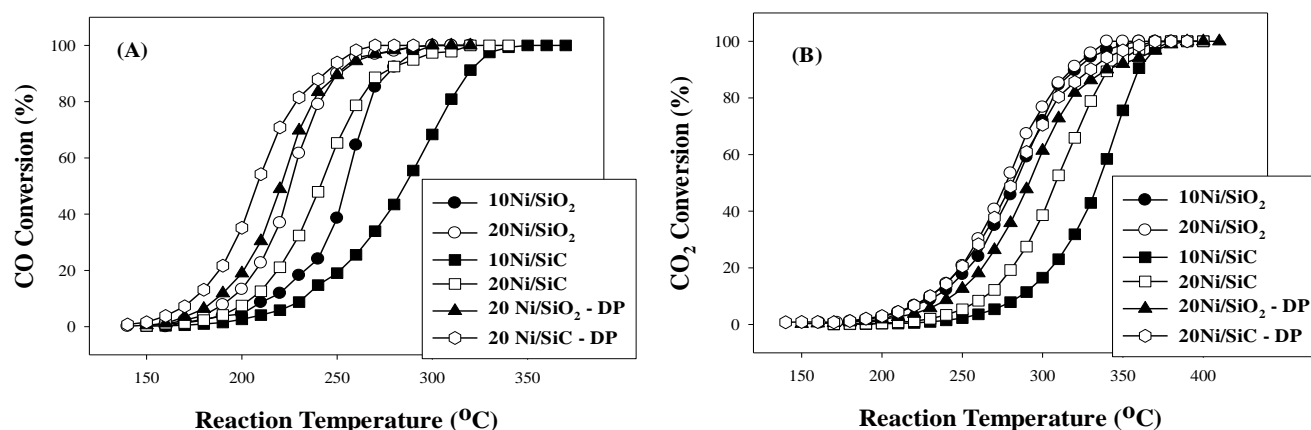 (A)
CO Conversion (%)
100
80
60
40
20
0
150 200 250 300 350
Reaction Temperature (⁰C)
10Ni/SiO₂
20Ni/SiO₂
10Ni/SiC
20Ni/SiC
20 Ni/SiO₂ - DP
20 Ni/SiC - DP
(B)
CO₂ Conversion (%)
100
80
60
40
20
0
150 200 250 300 350 400
Reaction Temperature (⁰C)
10Ni/SiO₂
20Ni/SiO₂
10Ni/SiC
20Ni/SiC
20Ni/SiO₂ - DP
20Ni/SiC - DP